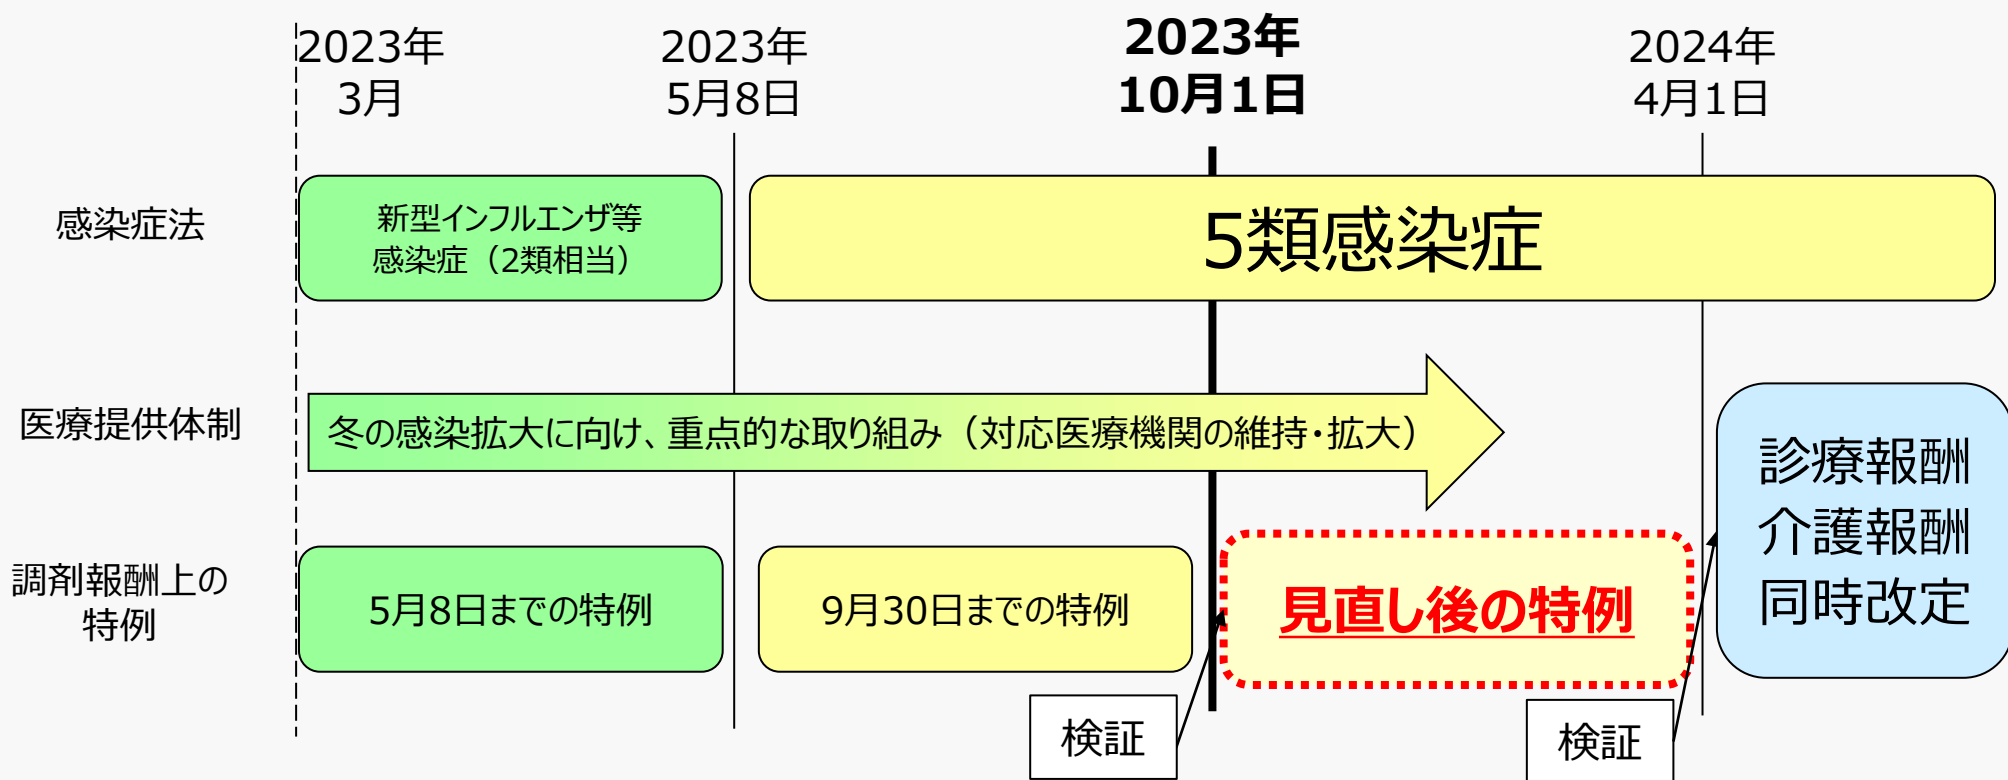 2023年
3月
2023年
5月8日
2023年
10月1日
2024年
4月1日
感染症法
新型インフルエンザ等
感染症（2類相当）
5類感染症
医療提供体制
冬の感染拡大に向け、重点的な取り組み（対応医療機関の維持・拡大）
診療報酬
介護報酬
同時改定
調剤報酬上の
特例
5月8日までの特例
9月30日までの特例
見直し後の特例
検証
検証